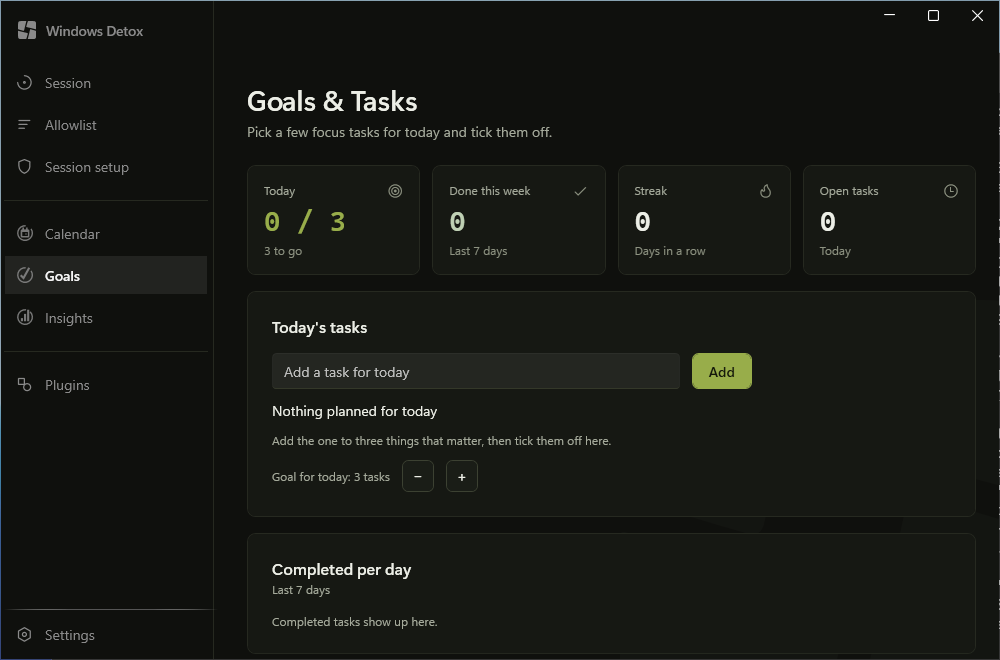 Windows Detox
Session
Allowlist
Session setup
Calendar
Goals
Insights
Plugins
Settings
Goals & Tasks
Pick a few focus tasks for today and tick them off.
Today
0 / 3
3 to go
Done this week
0
Last 7 days
Streak
0
Days in a row
Open tasks
0
Today
Today's tasks
Add a task for today
Add
Nothing planned for today
Add the one to three things that matter, then tick them off here.
Goal for today: 3 tasks
− +
Completed per day
Last 7 days
Completed tasks show up here.